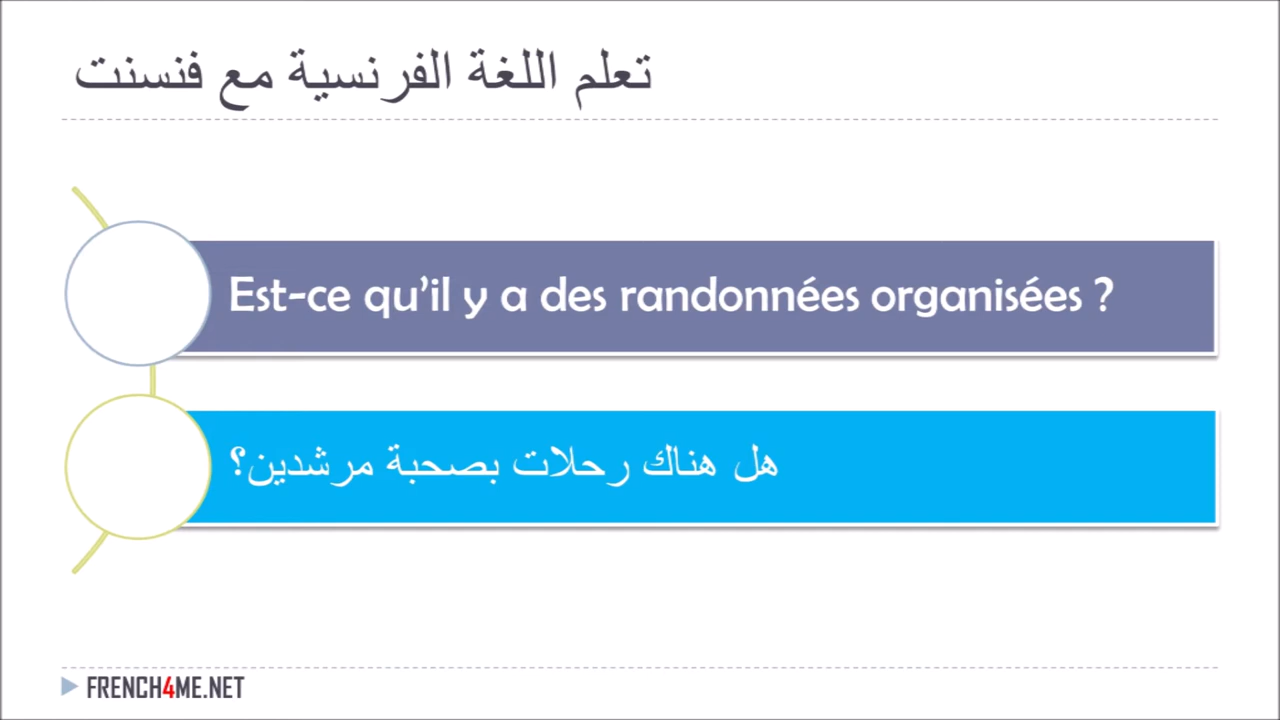 تعلم اللغة الفرنسية مع فنسنت
Est-ce qu’il y a des randonnées organisées ?
هل هناك رحلات بصحبة مرشدين؟
FRENCH4ME.NET